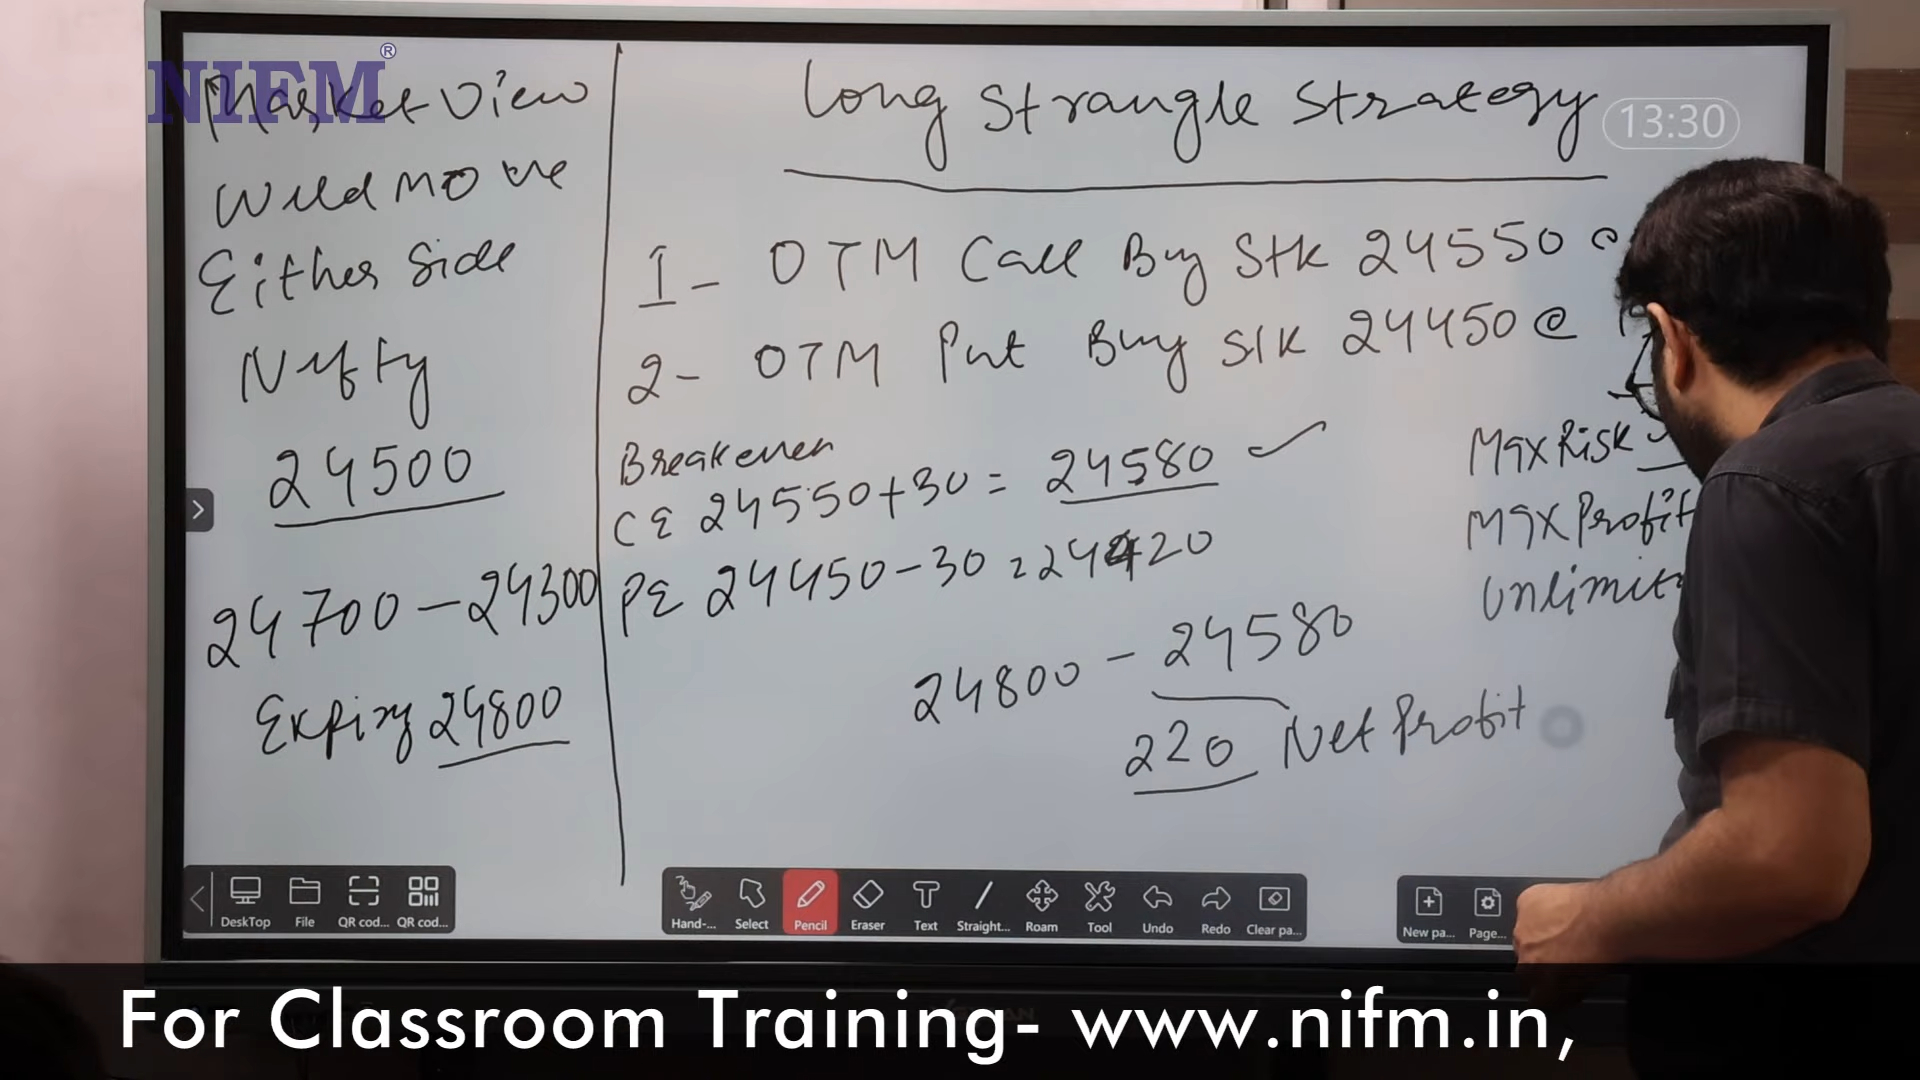 NIFM®
Market View
Wild move
Either Side
Nifty
24500
24700 - 24300
Expiry 24800
Long Strangle Strategy
13:30
1- OTM Call Buy Stk 24550 @
2- OTM Put Buy Stk 24450 @
Breakeven
CE 24550+30 = 24580 ✓
PE 24450-30 = 24420
24800 - 24580
220 Net Profit
Max Risk
Max Profit
Unlimit
DeskTop
File
QR cod...
QR cod...
Hand-...
Select
Pencil
Eraser
Text
Straight...
Roam
Tool
Undo
Redo
Clear pa...
New pa...
Page...
For Classroom Training- www.nifm.in,